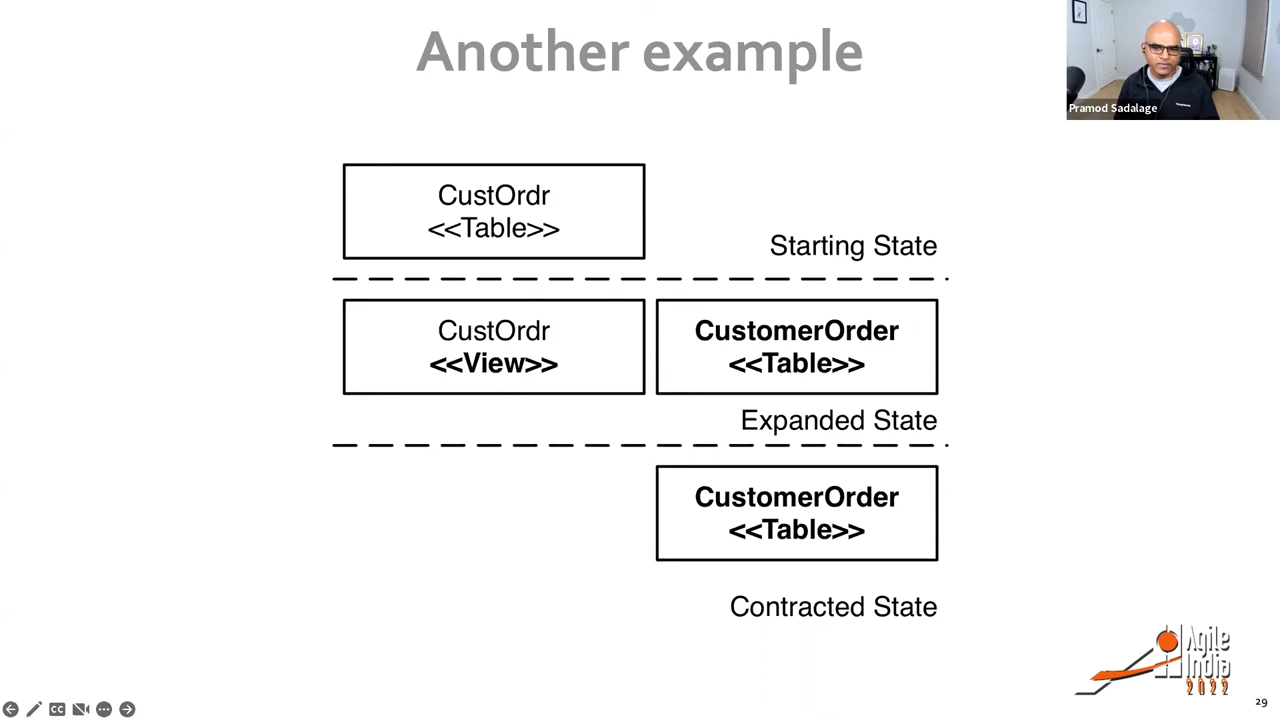 Another example
Pramod Sadalage
CustOrdr
<<Table>>
Starting State
CustOrdr
<<View>>
CustomerOrder
<<Table>>
Expanded State
CustomerOrder
<<Table>>
Contracted State
Agile
India
2022
CC
29